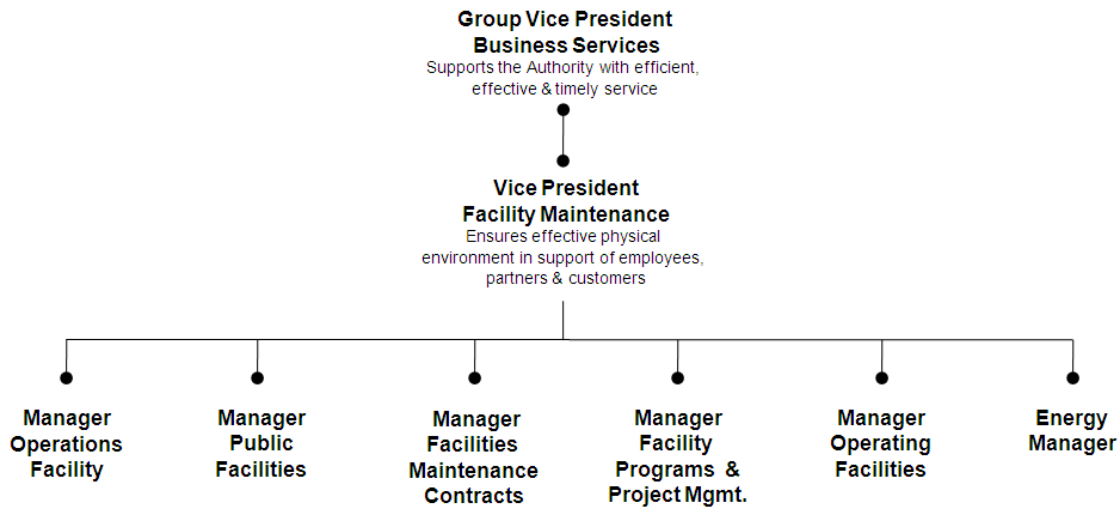 Group Vice President
Business Services
Supports the Authority with efficient,
effective & timely service
Vice President
Facility Maintenance
Ensures effective physical
environment in support of employees,
partners & customers
Manager
Operations
Facility
Manager
Public
Facilities
Manager
Facilities
Maintenance
Contracts
Manager
Facility
Programs &
Project Mgmt.
Manager
Operating
Facilities
Energy
Manager